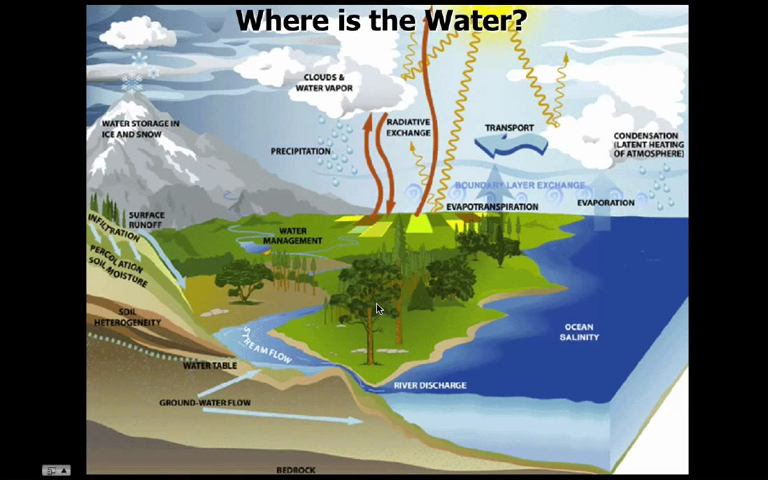 Where is the Water?
CLOUDS &
WATER VAPOR
WATER STORAGE IN
ICE AND SNOW
RADIATIVE
EXCHANGE
TRANSPORT
CONDENSATION
(LATENT HEATING
OF ATMOSPHERE)
PRECIPITATION
BOUNDARY LAYER EXCHANGE
EVAPOTRANSPIRATION
EVAPORATION
SURFACE
RUNOFF
INFILTRATION
WATER
MANAGEMENT
PERCOLATION
SOIL MOISTURE
SOIL
HETEROGENEITY
OCEAN
SALINITY
STREAM FLOW
WATER TABLE
RIVER DISCHARGE
GROUND-WATER FLOW
BEDROCK